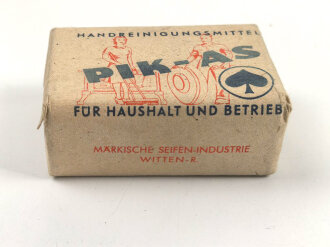 HANDREINIGUNGSMITTEL
PIK-AS
FÜR HAUSHALT UND BETRIEB
MÄRKISCHE SEIFEN-INDUSTRIE
WITTEN-R.